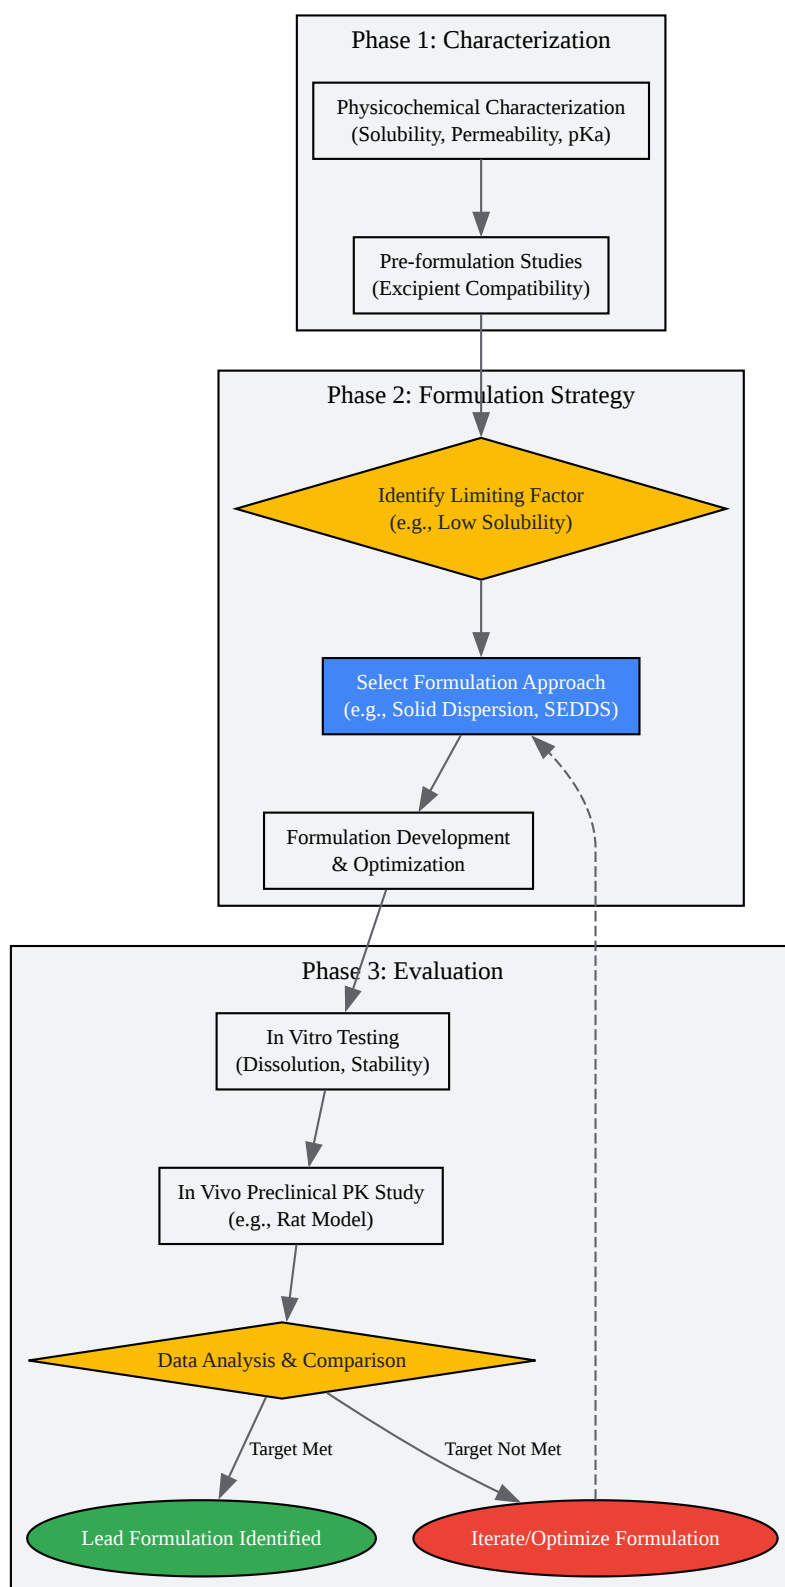 Phase 1: Characterization
Physicochemical Characterization
(Solubility, Permeability, pKa)
Pre-formulation Studies
(Excipient Compatibility)
Phase 2: Formulation Strategy
Identify Limiting Factor
(e.g., Low Solubility)
Select Formulation Approach
(e.g., Solid Dispersion, SEDDS)
Formulation Development
& Optimization
Phase 3: Evaluation
In Vitro Testing
(Dissolution, Stability)
In Vivo Preclinical PK Study
(e.g., Rat Model)
Data Analysis & Comparison
Target Met
Target Not Met
Lead Formulation Identified
Iterate/Optimize Formulation